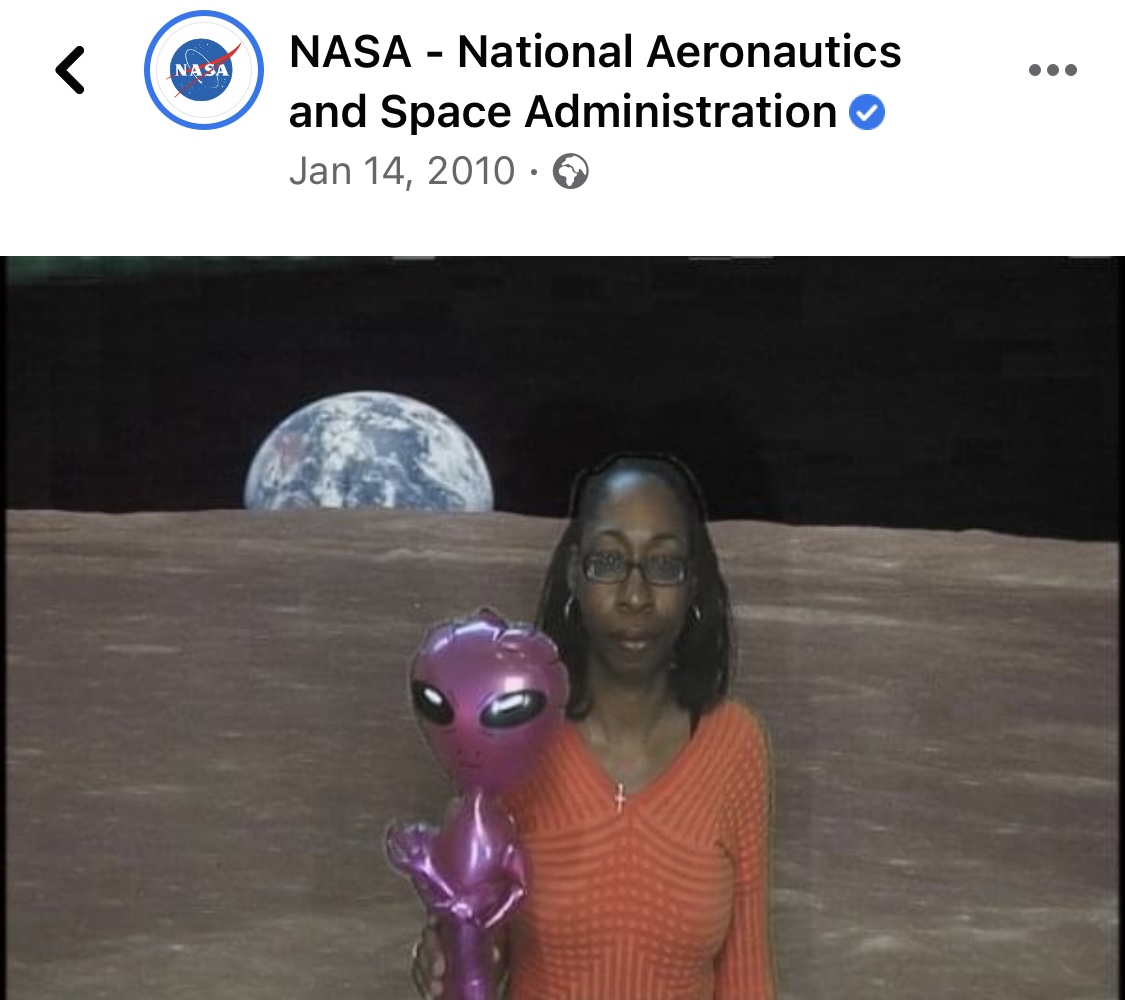 NASA
NASA - National Aeronautics
and Space Administration
Jan 14, 2010 ·